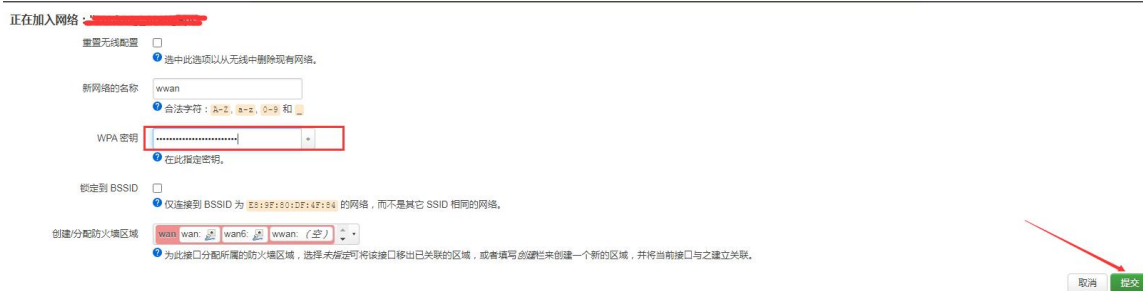 正在加入网络：
重置无线配置
选中此选项以从无线中删除现有网络。
新网络的名称 wwan
合法字符：A-Z, a-z, 0-9 和 _
WPA 密钥 ························· *
在此指定密钥。
锁定到 BSSID
仅连接到 BSSID 为 E8:9F:80:DF:4F:84 的网络，而不是其它 SSID 相同的网络。
创建/分配防火墙区域 wan wan: wan6: wwan: （空）
为此接口分配所属的防火墙区域，选择未指定可将该接口移出已关联的区域，或者填写创建栏来创建一个新的区域，并将当前接口与之建立关联。
取消 提交